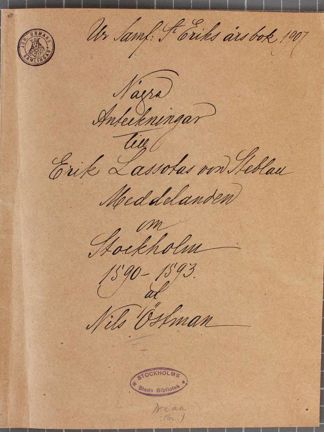 Ur Samf: St Eriks årsbok 1907
Några
Anteckningar
till
Erik Lassotas von Steblau
Meddelanden
om
Stockholm
1590-1593.
af
Nils Östman
STOCKHOLMS
Stads Bibliotek